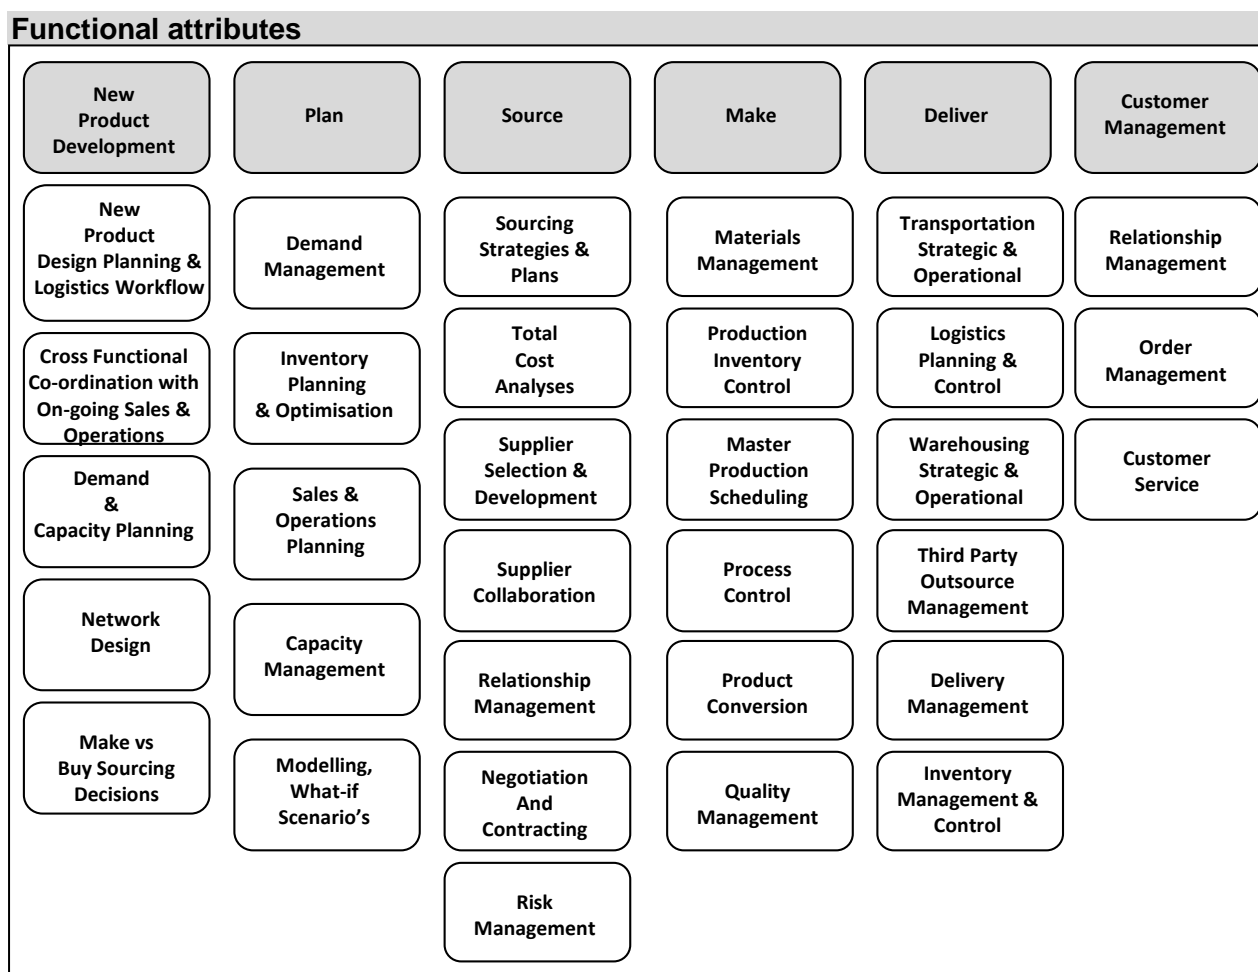 Functional attributes
New
Product
Development
Plan
Source
Make
Deliver
Customer
Management
New
Product
Design Planning &
Logistics Workflow
Cross Functional
Co-ordination with
On-going Sales &
Operations
Demand
&
Capacity Planning
Network
Design
Make vs
Buy Sourcing
Decisions
Demand
Management
Inventory
Planning
& Optimisation
Sales &
Operations
Planning
Capacity
Management
Modelling,
What-if
Scenario's
Sourcing
Strategies &
Plans
Total
Cost
Analyses
Supplier
Selection &
Development
Supplier
Collaboration
Relationship
Management
Negotiation
And
Contracting
Risk
Management
Materials
Management
Production
Inventory
Control
Master
Production
Scheduling
Process
Control
Product
Conversion
Quality
Management
Transportation
Strategic &
Operational
Logistics
Planning &
Control
Warehousing
Strategic &
Operational
Third Party
Outsource
Management
Delivery
Management
Inventory
Management &
Control
Relationship
Management
Order
Management
Customer
Service